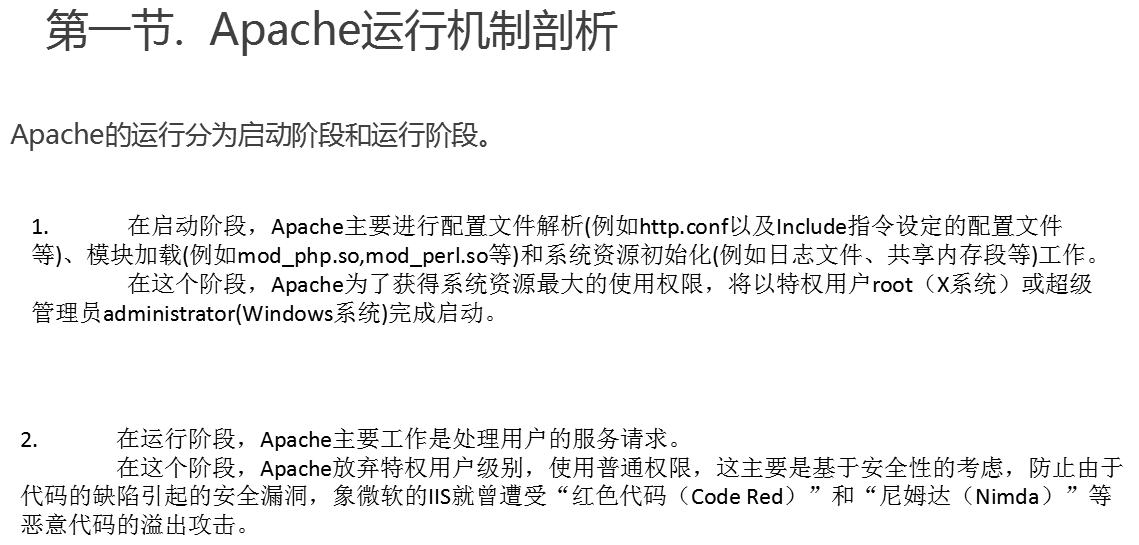 第一节. Apache运行机制剖析
Apache的运行分为启动阶段和运行阶段。
1. 在启动阶段，Apache主要进行配置文件解析(例如http.conf以及Include指令设定的配置文件
等)、模块加载(例如mod_php.so,mod_perl.so等)和系统资源初始化(例如日志文件、共享内存段等)工作。
在这个阶段，Apache为了获得系统资源最大的使用权限，将以特权用户root（X系统）或超级
管理员administrator(Windows系统)完成启动。
2. 在运行阶段，Apache主要工作是处理用户的服务请求。
在这个阶段，Apache放弃特权用户级别，使用普通权限，这主要是基于安全性的考虑，防止由于
代码的缺陷引起的安全漏洞，象微软的IIS就曾遭受“红色代码（Code Red）”和“尼姆达（Nimda）”等
恶意代码的溢出攻击。